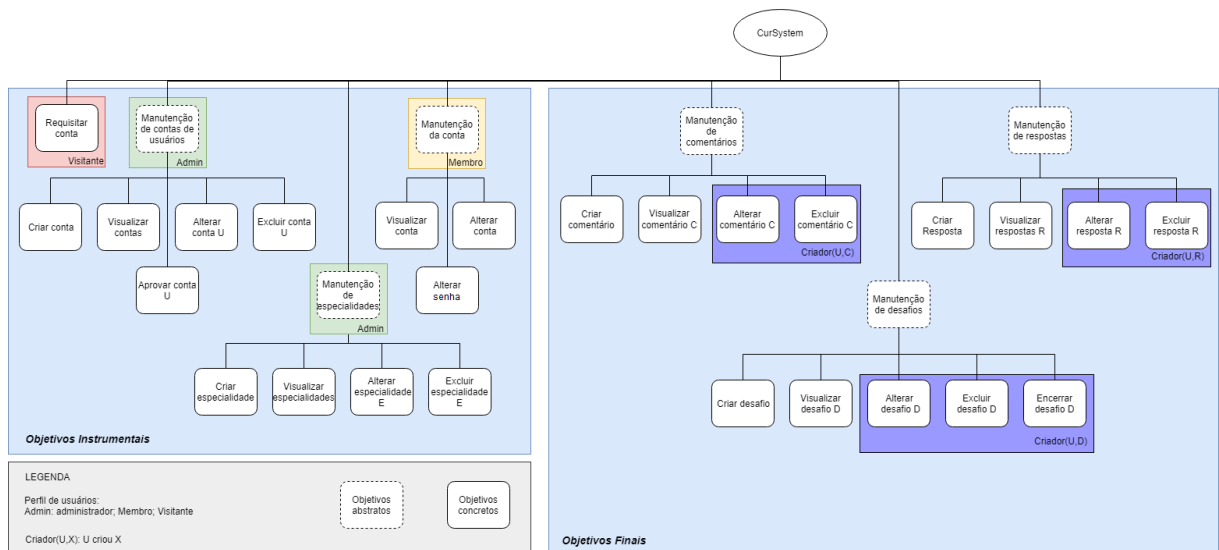 CurSystem
Requisitar
conta
Visitante
Manutenção
de contas de
usuários
Admin
Manutenção
da conta
Membro
Criar conta
Visualizar
contas
Alterar
conta U
Excluir conta
U
Aprovar conta
U
Visualizar
conta
Alterar
conta
Alterar
senha
Manutenção
de
especialidades
Admin
Criar
especialidade
Visualizar
especialidades
Alterar
especialidade
E
Excluir
especialidade
E
Objetivos Instrumentais
Manutenção
de
comentários
Criar
comentário
Visualizar
comentário C
Alterar
comentário C
Excluir
comentário C
Criador(U,C)
Manutenção
de respostas
Criar
Resposta
Visualizar
respostas R
Alterar
resposta R
Excluir
resposta R
Criador(U,R)
Manutenção
de desafios
Criar desafio
Visualizar
desafio D
Alterar
desafio D
Excluir
desafio D
Encerrar
desafio D
Criador(U,D)
Objetivos Finais
LEGENDA
Perfil de usuários:
Admin: administrador; Membro; Visitante
Criador(U,X): U criou X
Objetivos
abstratos
Objetivos
concretos